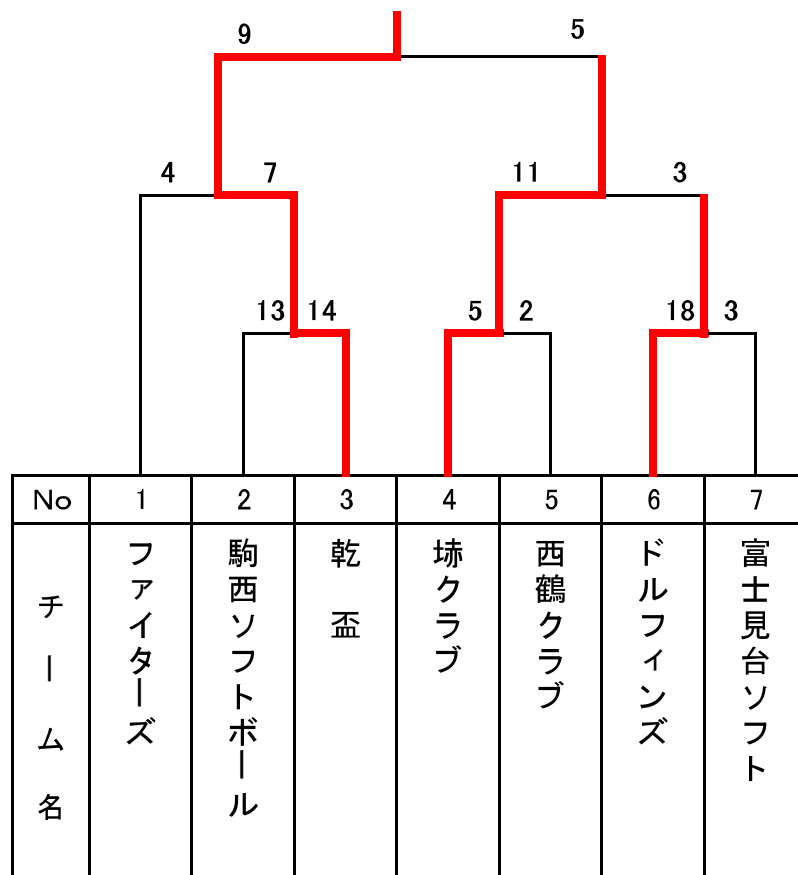 9 5
4 7 11 3
13 14 5 2 18 3
No 1 2 3 4 5 6 7
チーム名
ファイターズ
駒西ソフトボール
乾盃
垰クラブ
西鶴クラブ
ドルフィンズ
富士見台ソフト